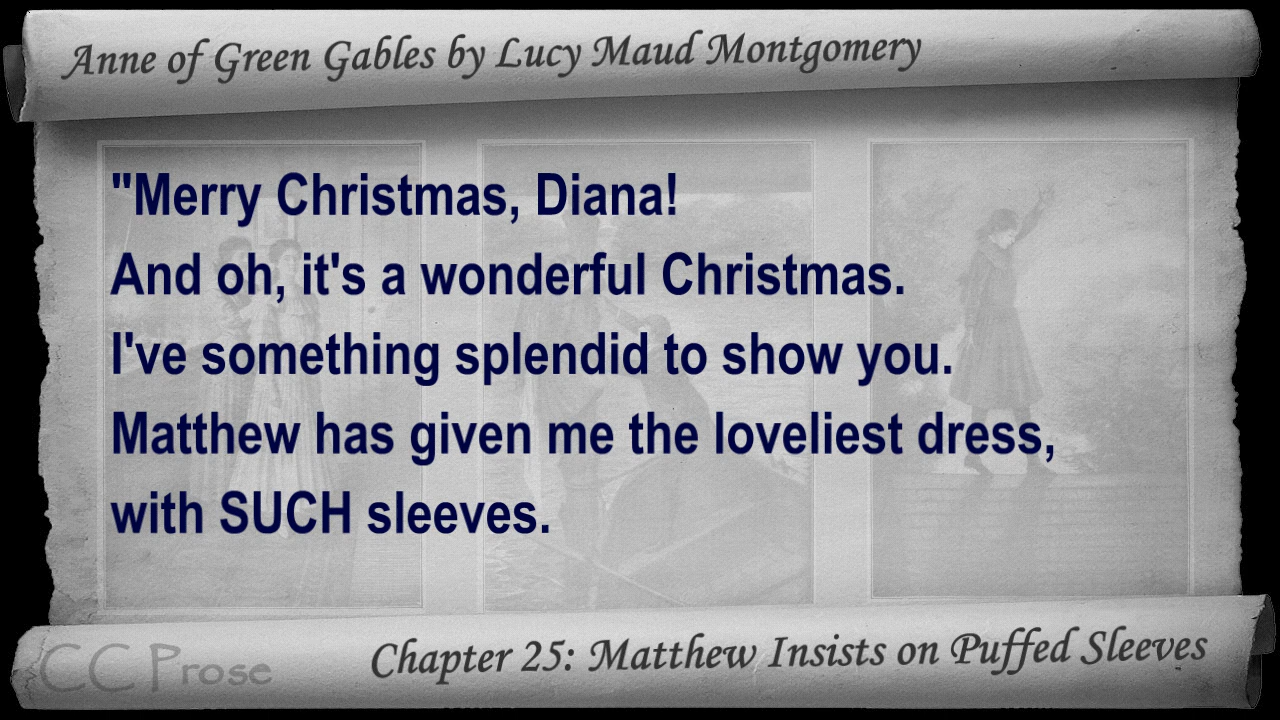 Anne of Green Gables by Lucy Maud Montgomery
"Merry Christmas, Diana!
And oh, it's a wonderful Christmas.
I've something splendid to show you.
Matthew has given me the loveliest dress,
with SUCH sleeves.
CC Prose
Chapter 25: Matthew Insists on Puffed Sleeves